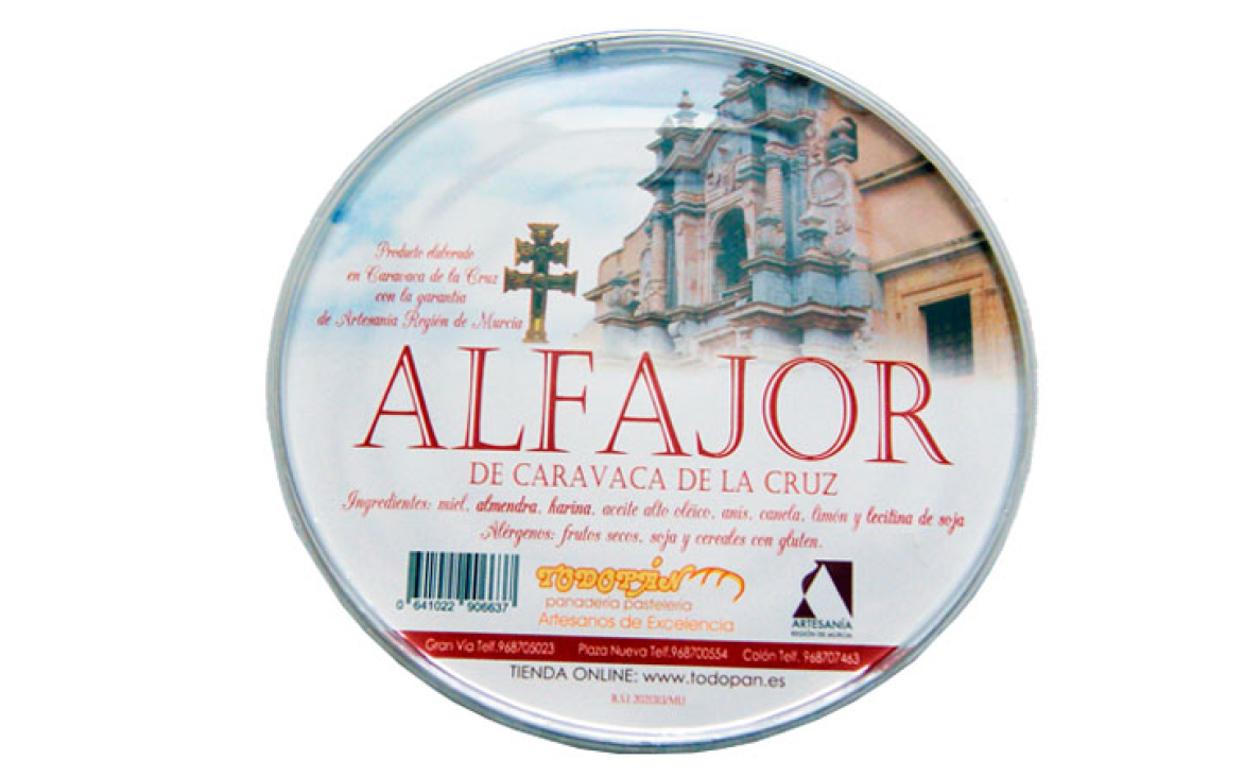 Producto elaborado
en Caravaca de la Cruz
con la garantía
de Artesanía Región de Murcia
ALFAJOR
DE CARAVACA DE LA CRUZ
Ingredientes: miel, almendra, harina, aceite alto oléico, anís, canela, limón y lecitina de soja
Alérgenos: frutos secos, soja y cereales con gluten.
0 641022 906637
TODOPÁN
panadería pastelería
Artesanos de Excelencia
ARTESANÍA
REGIÓN DE MURCIA
Gran Vía Telf.968705023 Plaza Nueva Telf.968700554 Colón Telf. 968707463
TIENDA ONLINE: www.todopan.es